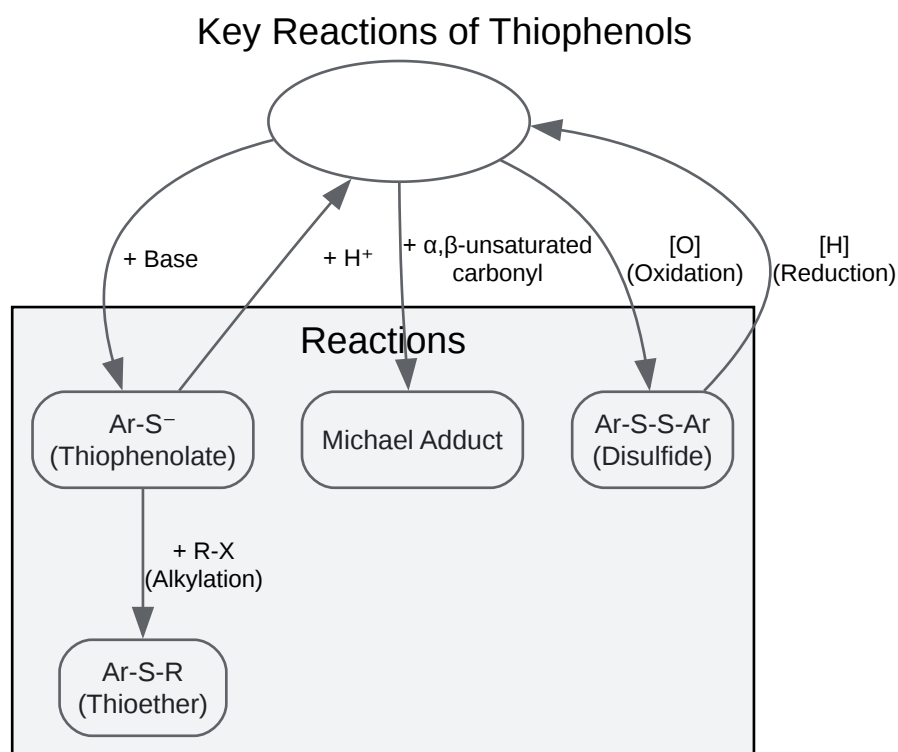 Key Reactions of Thiophenols
+ Base
+ H⁺
+ α,β-unsaturated
carbonyl
[O]
(Oxidation)
[H]
(Reduction)
Reactions
Ar-S⁻
(Thiophenolate)
Michael Adduct
Ar-S-S-Ar
(Disulfide)
+ R-X
(Alkylation)
Ar-S-R
(Thioether)